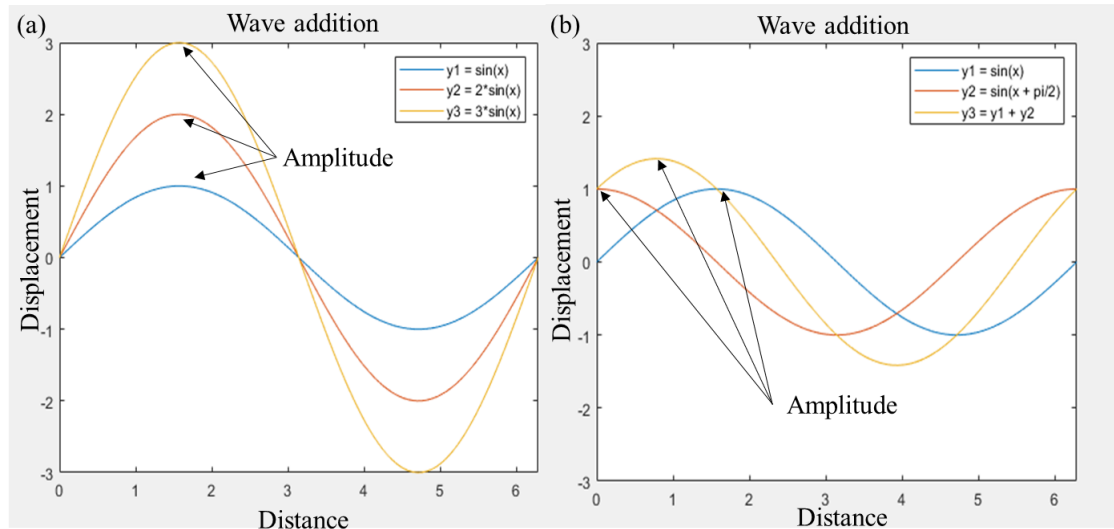 (a)
Wave addition
y1 = sin(x)
y2 = 2*sin(x)
y3 = 3*sin(x)
Amplitude
Displacement
3
2
1
0
-1
-2
-3
0 1 2 3 4 5 6
Distance
(b)
Wave addition
y1 = sin(x)
y2 = sin(x + pi/2)
y3 = y1 + y2
Amplitude
Displacement
3
2
1
0
-1
-2
-3
0 1 2 3 4 5 6
Distance